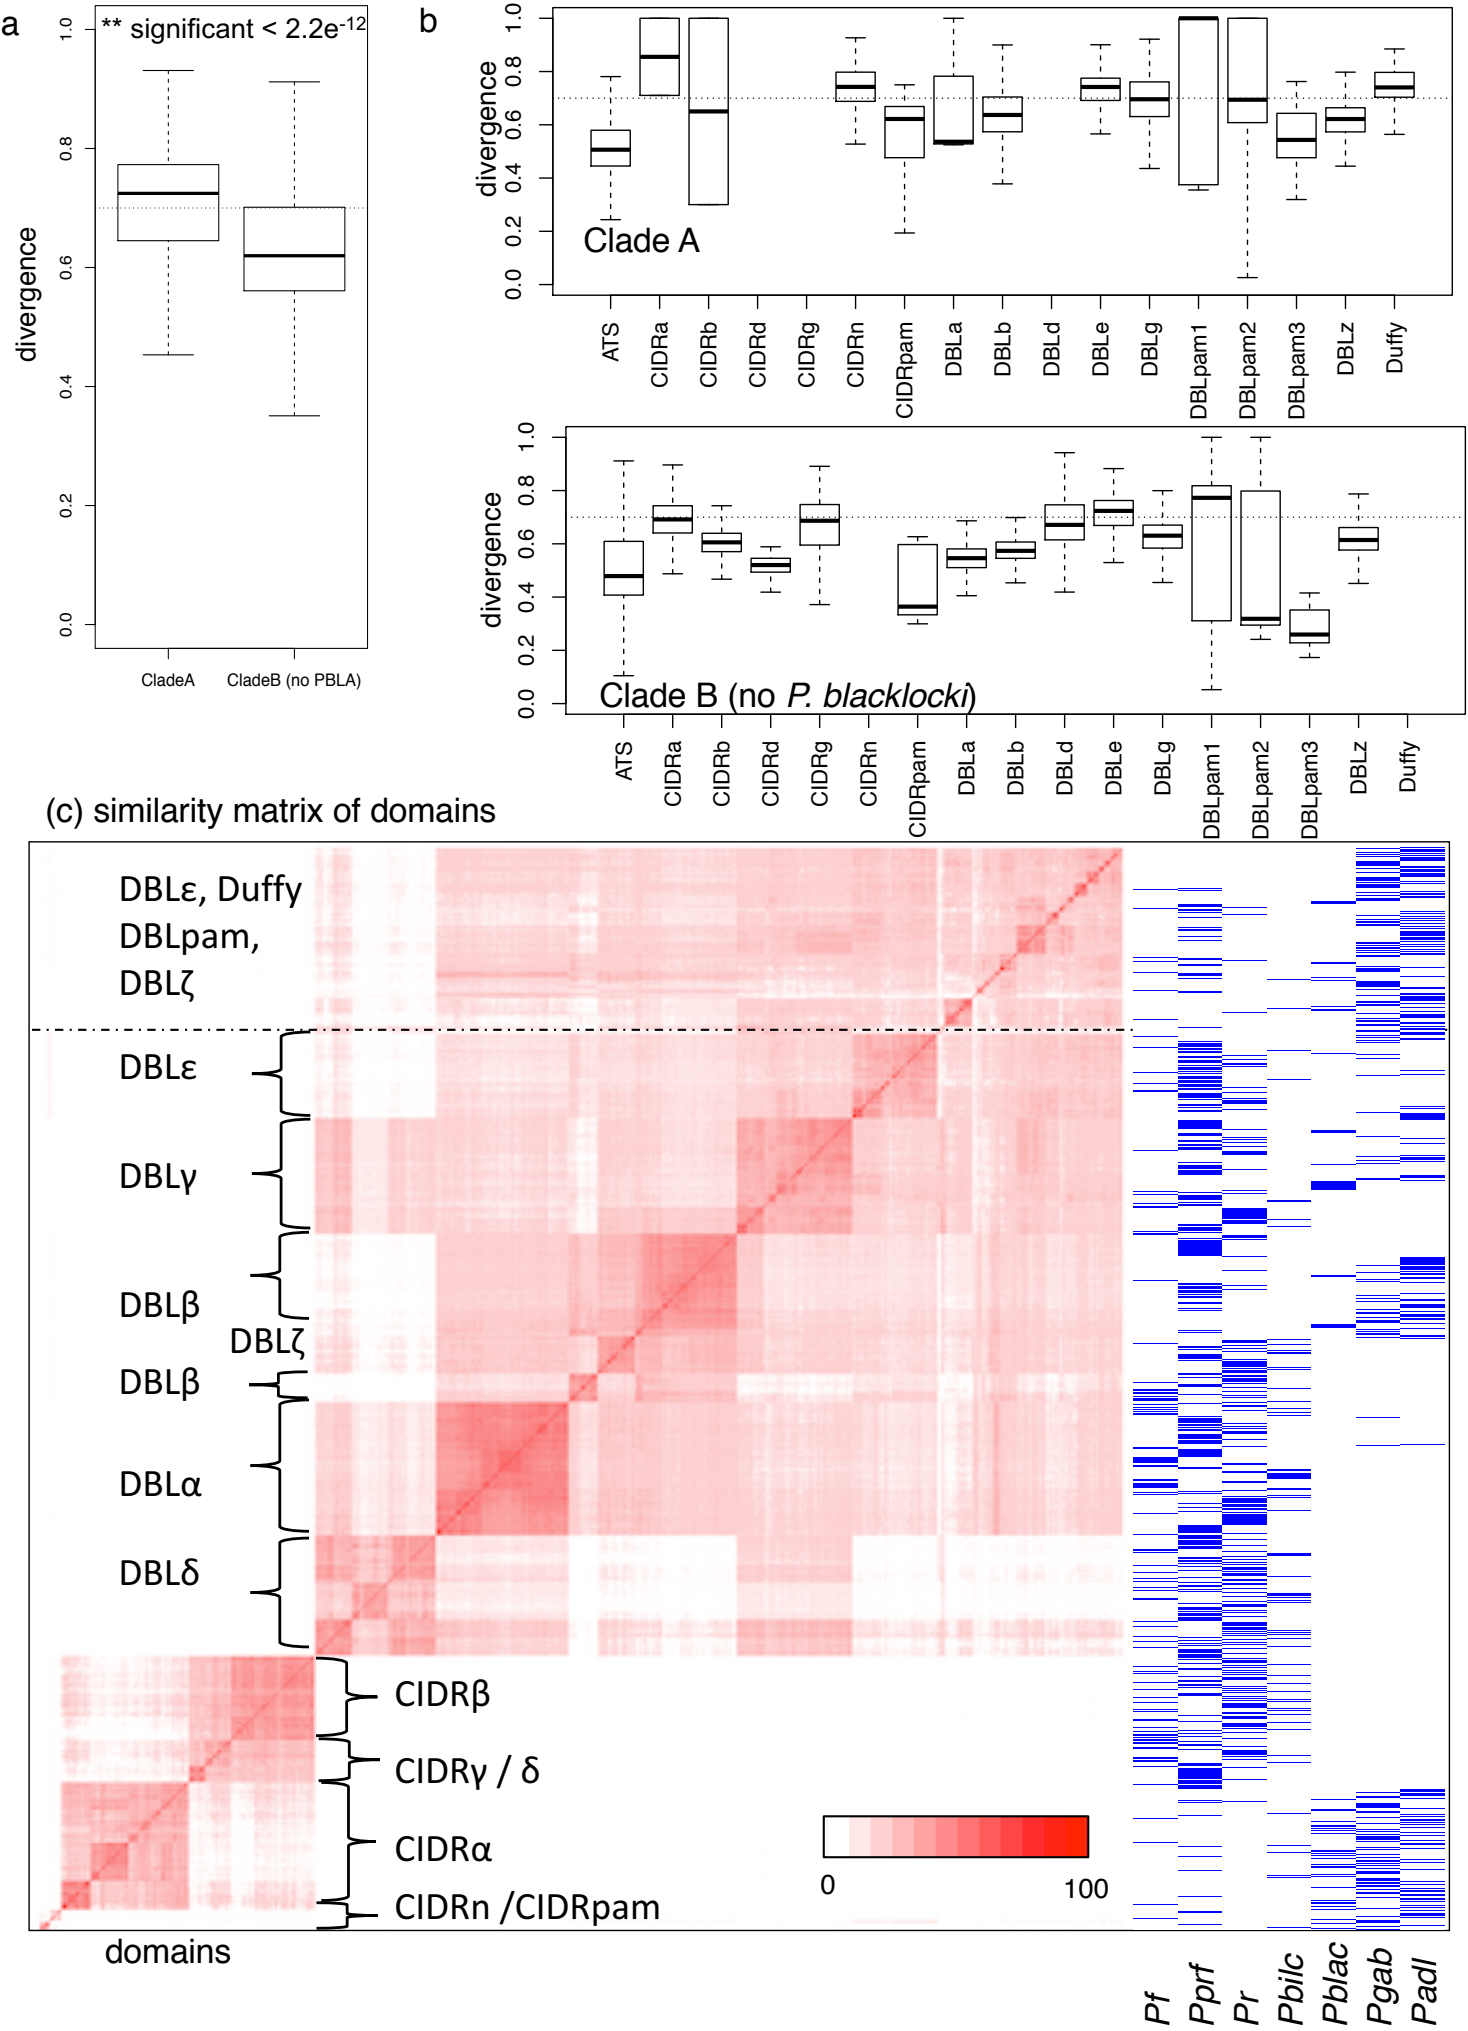 a
** significant < 2.2e-12
divergence
1.0
0.8
0.6
0.4
0.2
0.0
CladeA
CladeB (no PBLA)
b
divergence
1.0
0.8
0.6
0.4
0.2
0.0
Clade A
ATS
CIDRa
CIDRb
CIDRd
CIDRg
CIDRn
CIDRpam
DBLa
DBLb
DBLd
DBLe
DBLg
DBLpam1
DBLpam2
DBLpam3
DBLz
Duffy
divergence
1.0
0.8
0.6
0.4
0.2
0.0
Clade B (no P. blacklocki)
ATS
CIDRa
CIDRb
CIDRd
CIDRg
CIDRn
CIDRpam
DBLa
DBLb
DBLd
DBLe
DBLg
DBLpam1
DBLpam2
DBLpam3
DBLz
Duffy
(c) similarity matrix of domains
DBLε, Duffy
DBLpam,
DBLζ
DBLε
DBLγ
DBLβ
DBLζ
DBLβ
DBLα
DBLδ
CIDRβ
CIDRγ / δ
CIDRα
CIDRn /CIDRpam
0
100
domains
Pf
Pprf
Pr
Pbilc
Pblac
Pgab
Padl